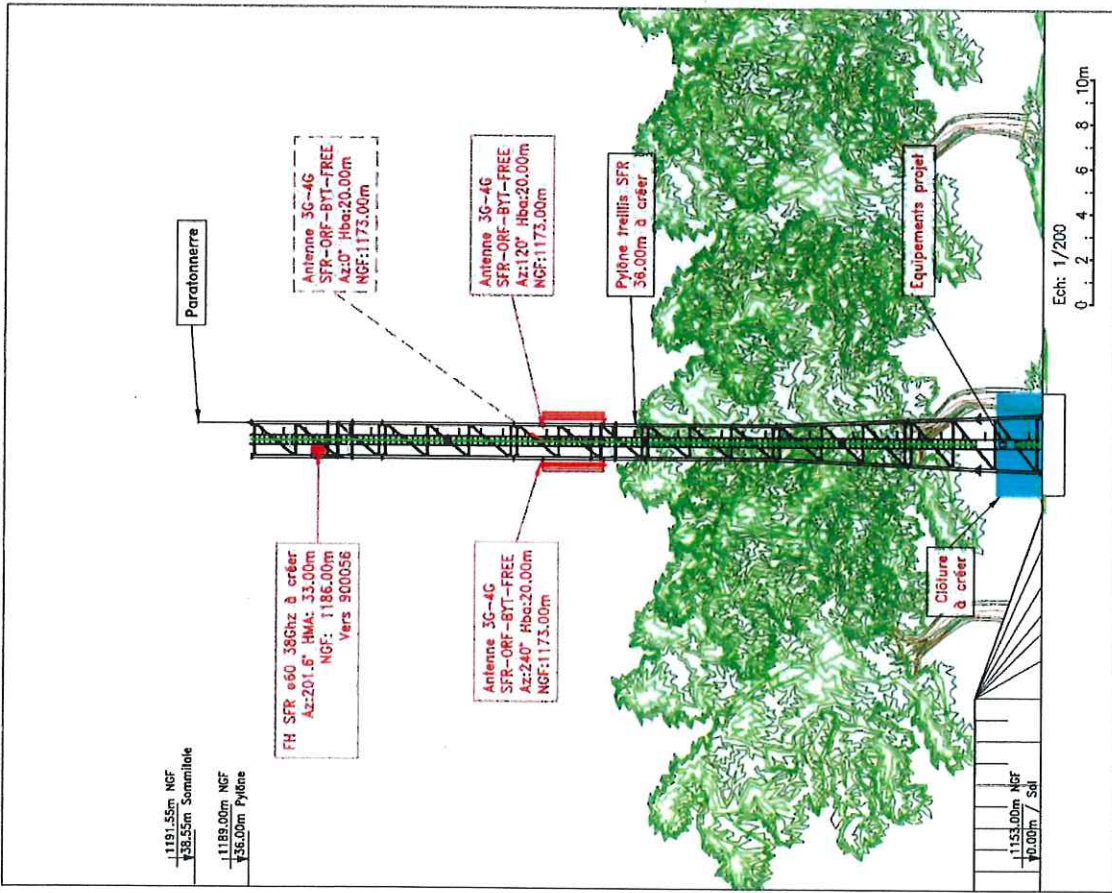 Paratonnerre
Antenne 3G-4G
SFR-ORF-BYT-FREE
Az:0° Hba:20.00m
NGF:1173.00m
Antenne 3G-4G
SFR-ORF-BYT-FREE
Az:120° Hba:20.00m
NGF:1173.00m
Pylône treillis SFR
36.00m à créer
Equipements projet
FH SFR ø60 38Ghz à créer
Az:201.6° HMA: 33.00m
NGF: 1186.00m
Vers 900056
Antenne 3G-4G
SFR-ORF-BYT-FREE
Az:240° Hba:20.00m
NGF:1173.00m
Clôture
à créer
1191.55m NGF
38.55m Sommitale
1189.00m NGF
36.00m Pylône
1153.00m NGF
0.00m / Sol
Ech: 1/200
0 2 4 6 8 10m